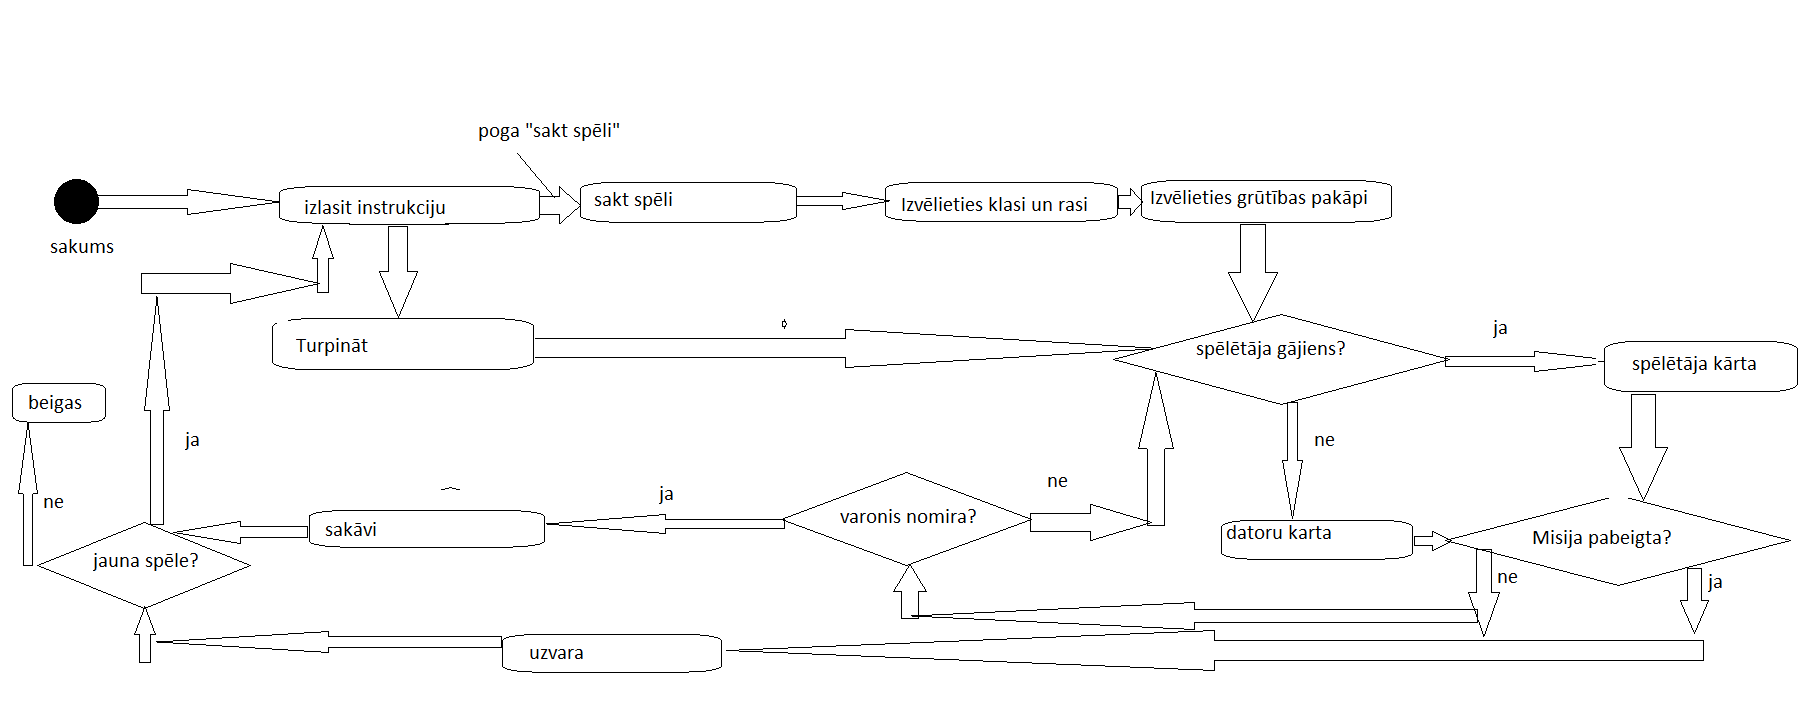 poga "sakt spēli"
izlasit instrukciju
sakt spēli
Izvēlieties klasi un rasi
Izvēlieties grūtības pakāpi
sakums
Turpināt
spēlētāja gājiens?
ja
spēlētāja kārta
beigas
ja
ne
ne
ja
ne
sakāvi
varonis nomira?
datoru karta
Misija pabeigta?
jauna spēle?
ne
ja
uzvara